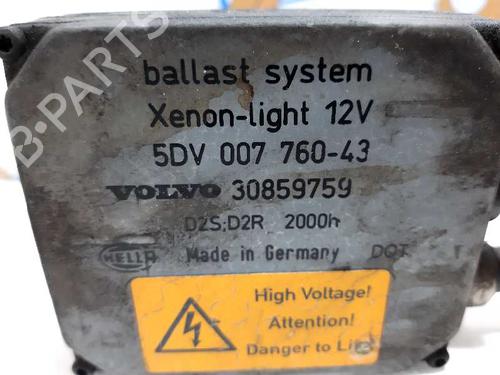 ballast system
Xenon-light 12V
5DV 007 760-43
VOLVO 30859759
D2S;D2R 2000h
HELLA Made in Germany DOT
High Voltage!
Attention!
Danger to Life
B-PARTS